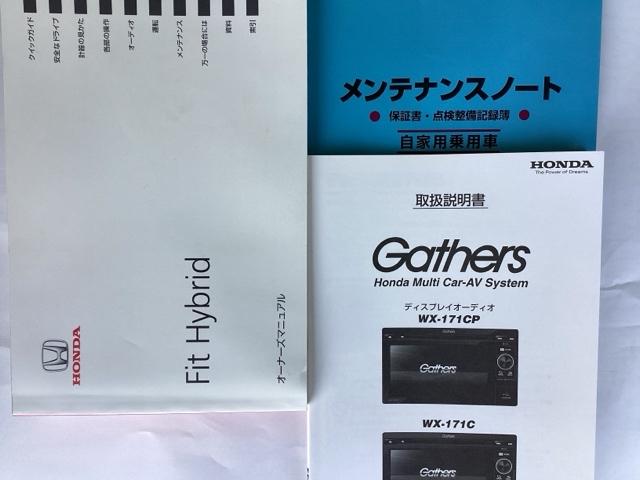 クイックガイド
安全なドライブ
計器の見かた
各部の操作
オーディオ
運転
メンテナンス
万一の場合には
資料
索引
Fit Hybrid
オーナーズマニュアル
HONDA
メンテナンスノート
● 保証書・点検整備記録簿 ●
自家用乗用車
HONDA
The Power of Dreams
取扱説明書
Gathers
Honda Multi Car-AV System
ディスプレイオーディオ
WX-171CP
Gathers
Gathers
WX-171C
Gathers
Gathers